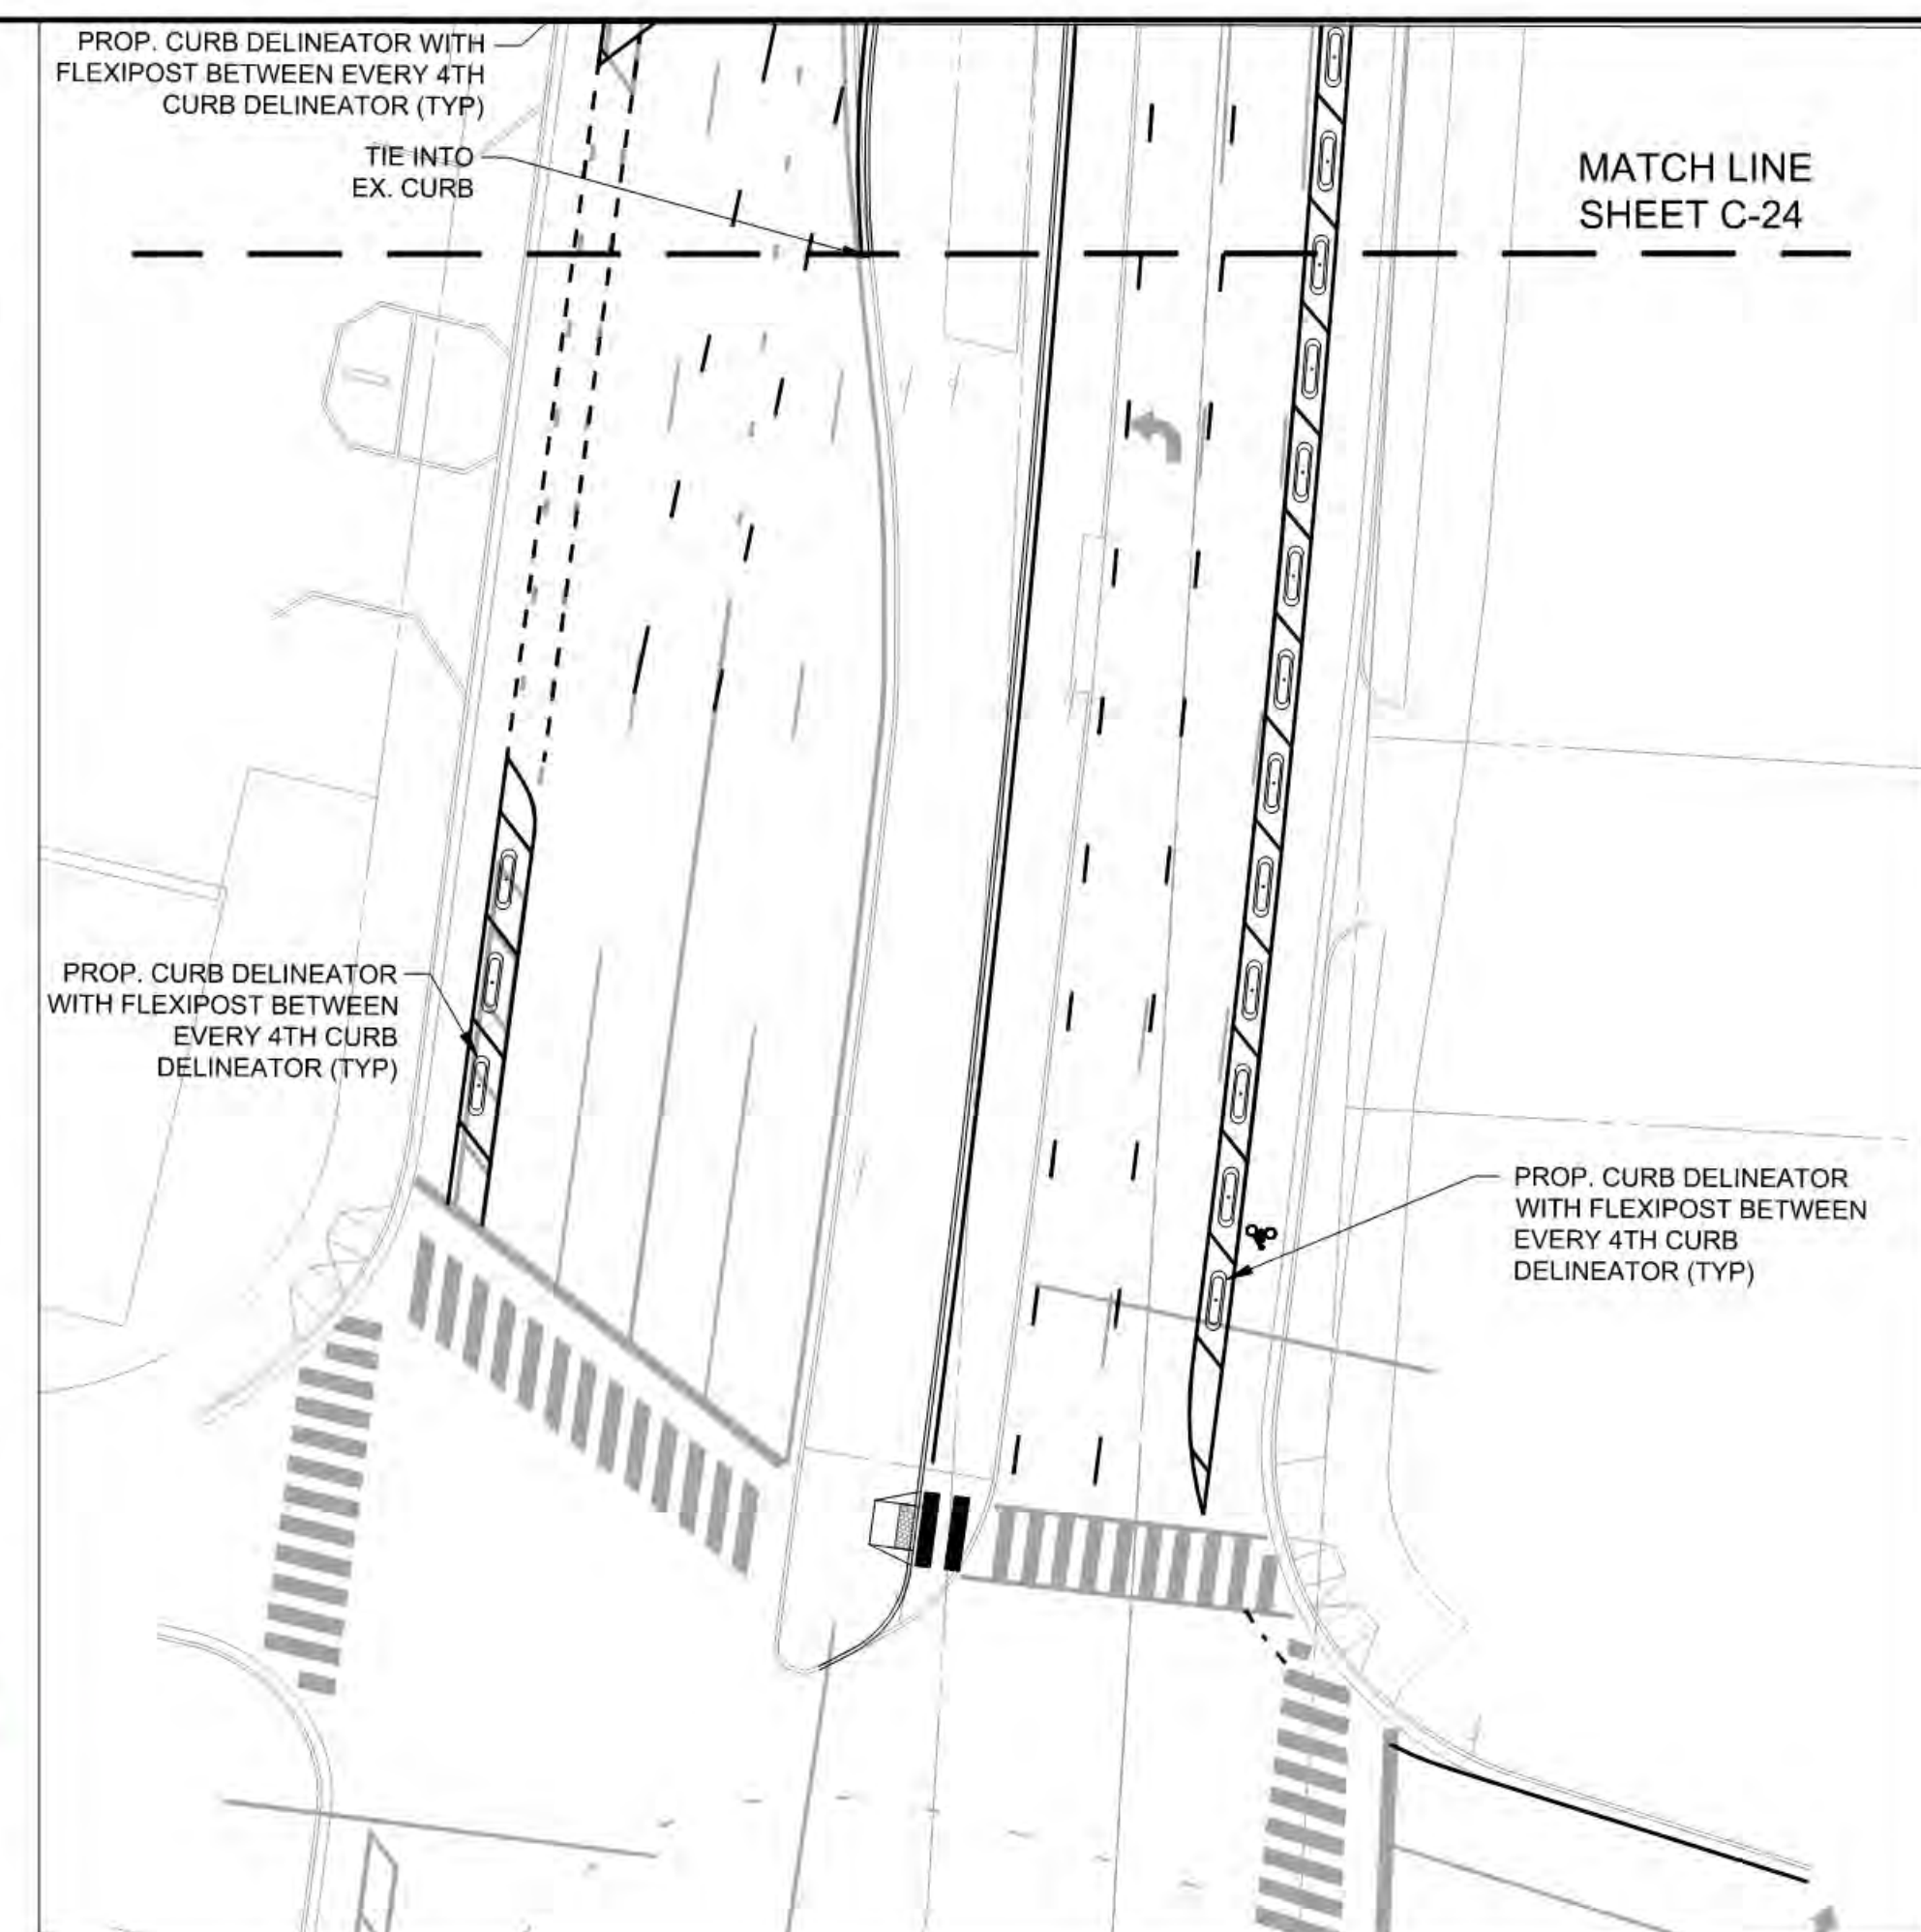 PROP. CURB DELINEATOR WITH
FLEXIPOST BETWEEN EVERY 4TH
CURB DELINEATOR (TYP)
TIE INTO
EX. CURB
MATCH LINE
SHEET C-24
PROP. CURB DELINEATOR
WITH FLEXIPOST BETWEEN
EVERY 4TH CURB
DELINEATOR (TYP)
PROP. CURB DELINEATOR
WITH FLEXIPOST BETWEEN
EVERY 4TH CURB
DELINEATOR (TYP)